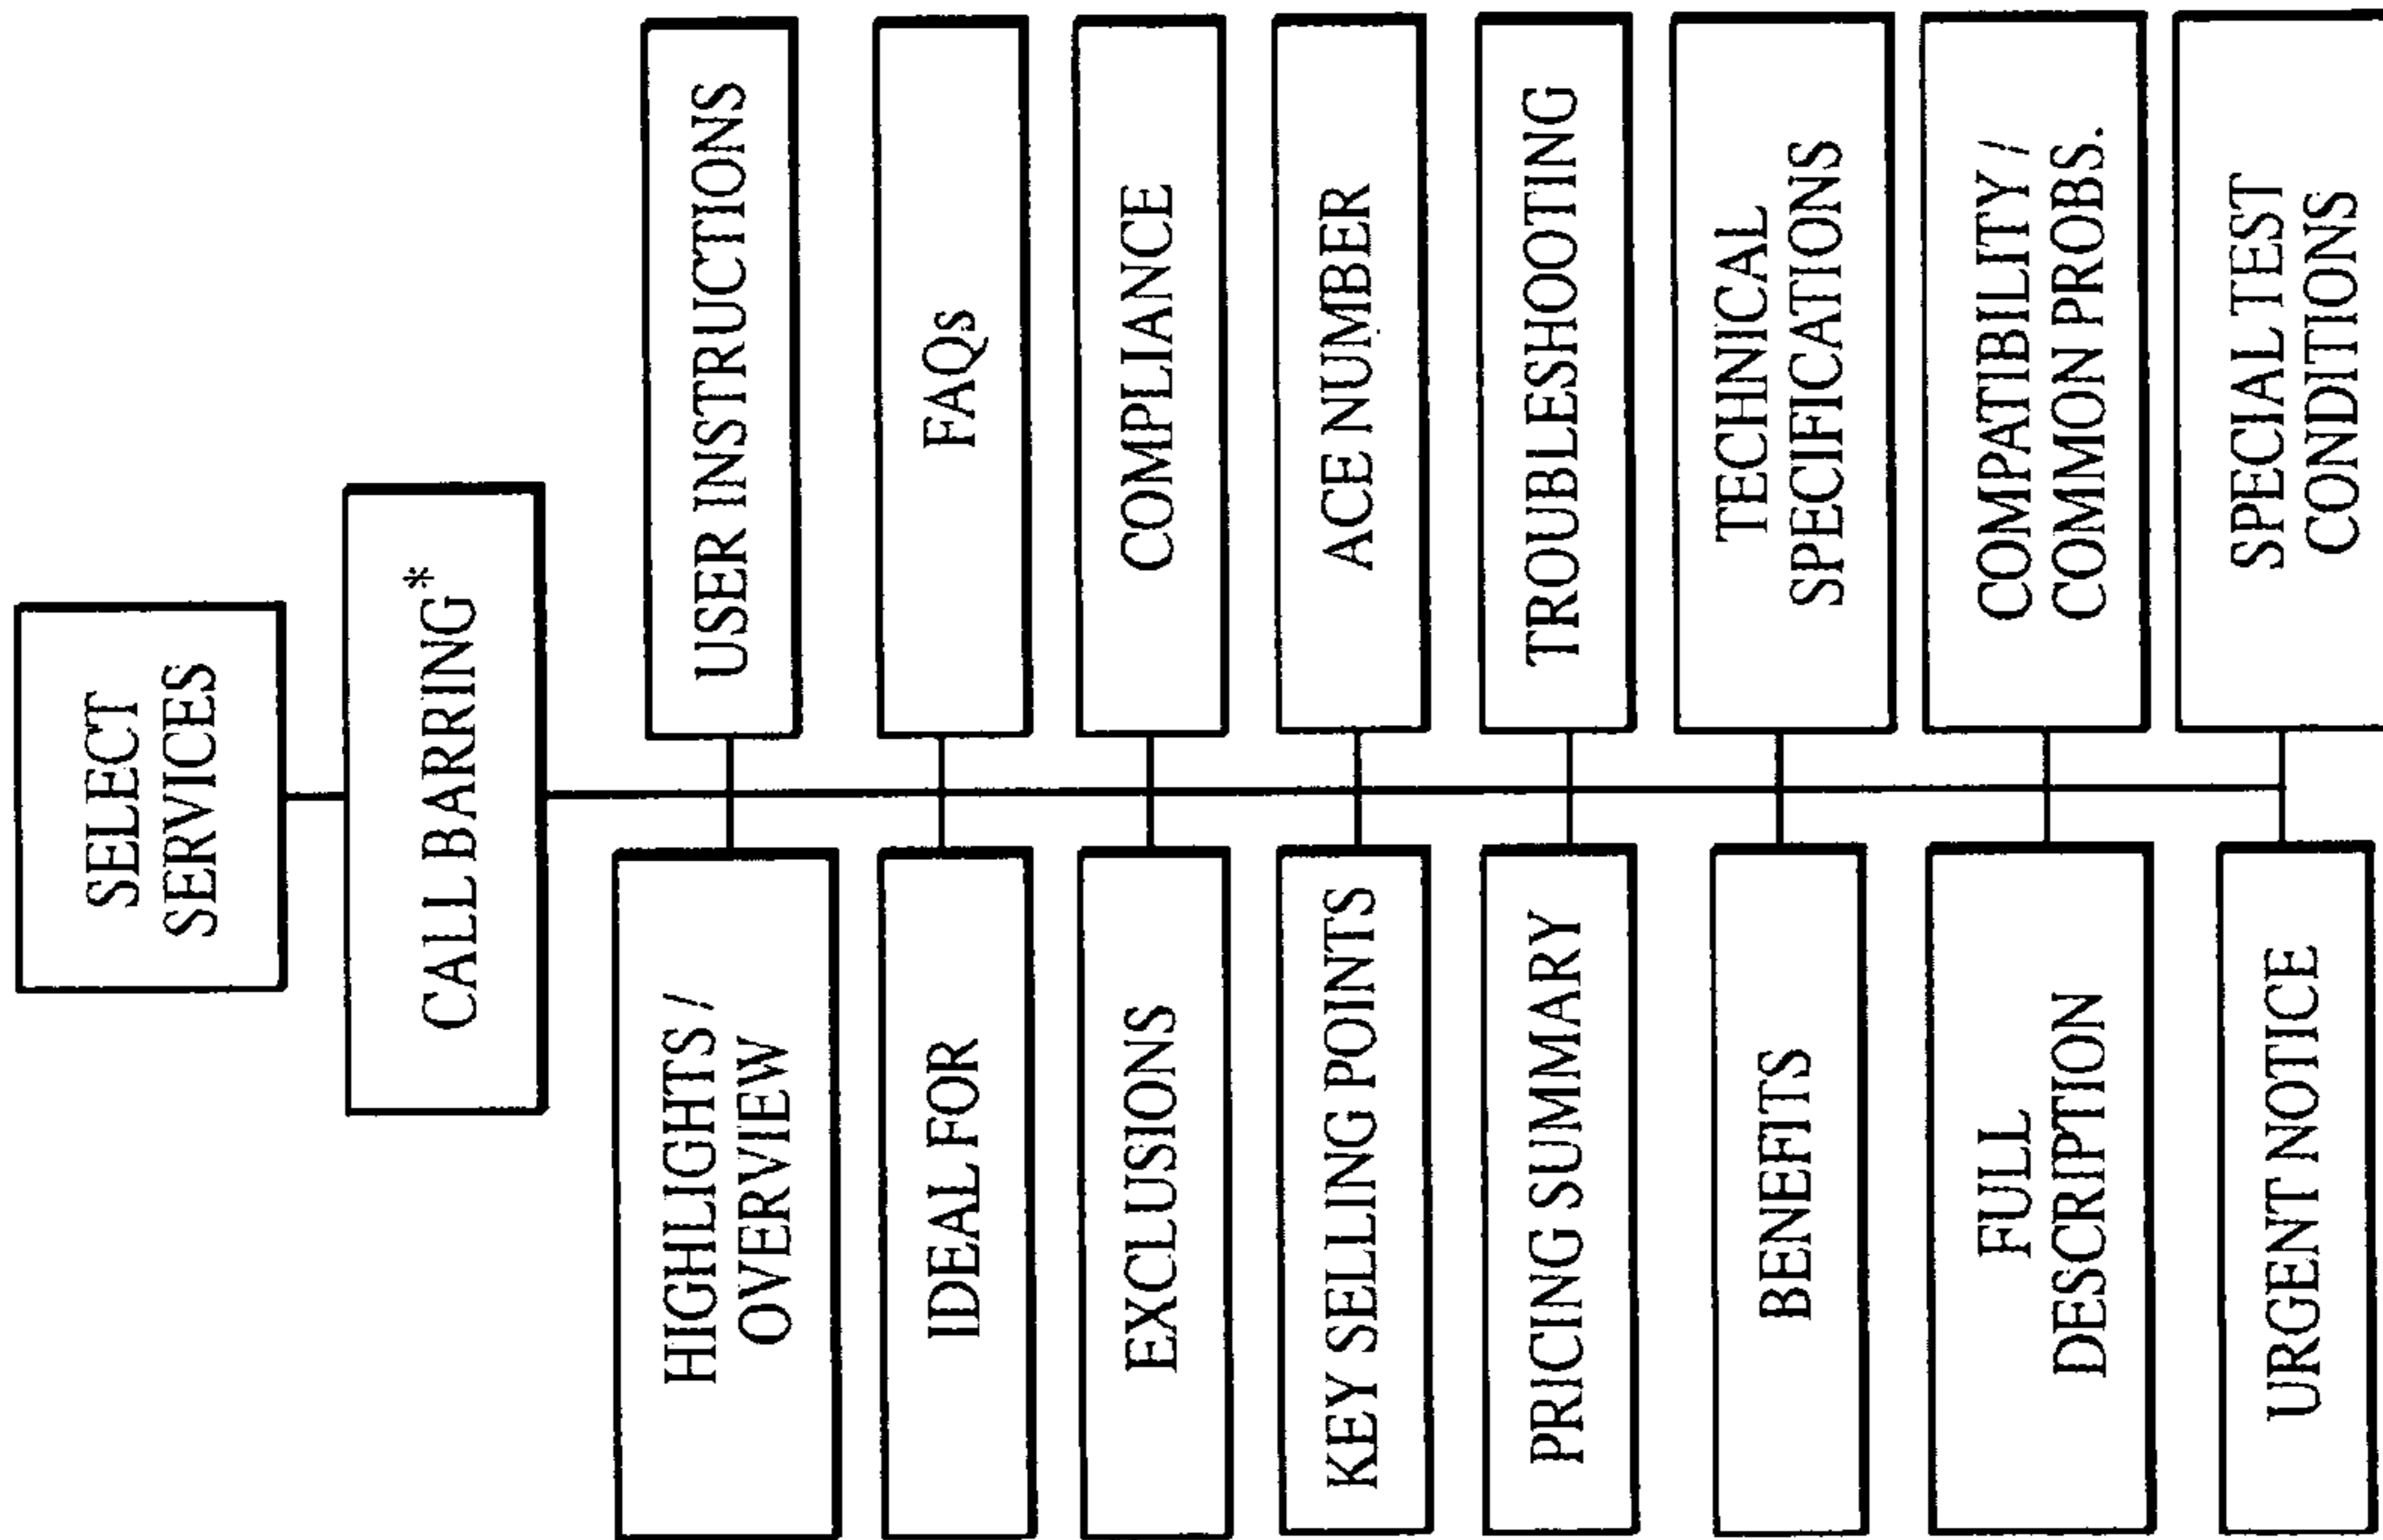 SELECT
SERVICES
CALL BARRING*
HIGHLIGHTS /
OVERVIEW
USER INSTRUCTIONS
IDEAL FOR
FAQs
EXCLUSIONS
COMPLIANCE
KEY SELLING POINTS
ACE NUMBER
PRICING SUMMARY
TROUBLESHOOTING
BENEFITS
TECHNICAL
SPECIFICATIONS
FULL
DESCRIPTION
COMPATIBILITY /
COMMON PROBS.
URGENT NOTICE
SPECIAL TEST
CONDITIONS